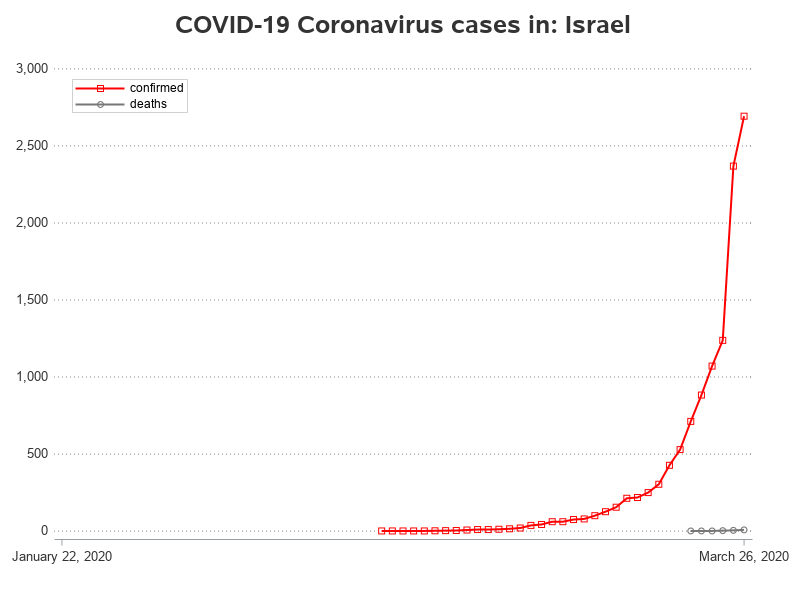 COVID-19 Coronavirus cases in: Israel
3,000
confirmed
deaths
2,500
2,000
1,500
1,000
500
0
January 22, 2020
March 26, 2020